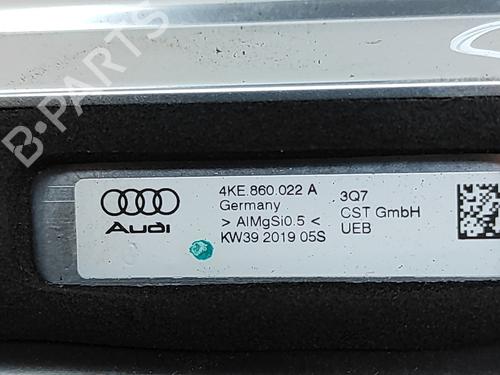 B-PARTS
4KE.860.022 A
Germany
> AlMgSi0.5 <
KW39 2019 05S
3Q7
CST GmbH
UEB
Audi